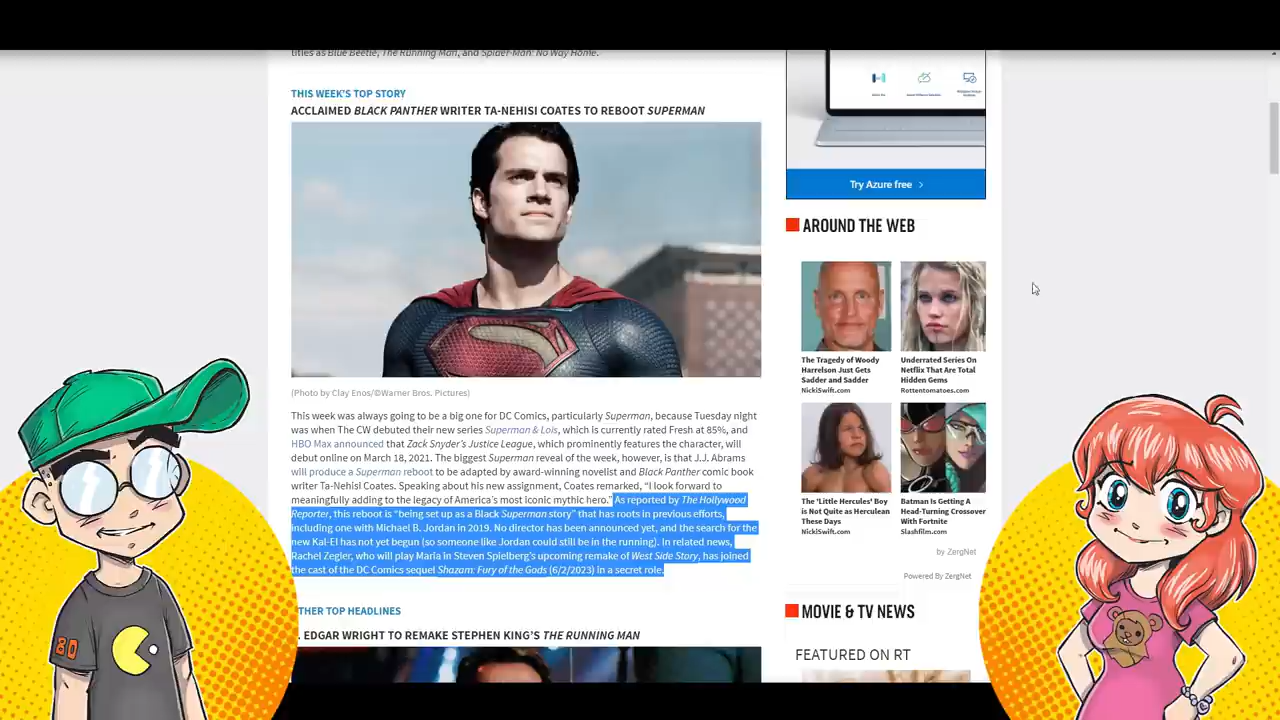 titles as Blue Beetle, The Running Man, and Spider-Man: No Way Home.
THIS WEEK'S TOP STORY
ACCLAIMED BLACK PANTHER WRITER TA-NEHISI COATES TO REBOOT SUPERMAN
(Photo by Clay Enos/©Warner Bros. Pictures)
This week was always going to be a big one for DC Comics, particularly Superman, because Tuesday night
was when The CW debuted their new series Superman & Lois, which is currently rated Fresh at 85%, and
HBO Max announced that Zack Snyder's Justice League, which prominently features the character, will
debut online on March 18, 2021. The biggest Superman reveal of the week, however, is that J.J. Abrams
will produce a Superman reboot to be adapted by award-winning novelist and Black Panther comic book
writer Ta-Nehisi Coates. Speaking about his new assignment, Coates remarked, “I look forward to
meaningfully adding to the legacy of America's most iconic mythic hero.” As reported by The Hollywood
Reporter, this reboot is “being set up as a Black Superman story” that has roots in previous efforts,
including one with Michael B. Jordan in 2019. No director has been announced yet, and the search for the
new Kal-El has not yet begun (so someone like Jordan could still be in the running). In related news,
Rachel Zegler, who will play Maria in Steven Spielberg's upcoming remake of West Side Story, has joined
the cast of the DC Comics sequel Shazam: Fury of the Gods (6/2/2023) in a secret role.
THER TOP HEADLINES
. EDGAR WRIGHT TO REMAKE STEPHEN KING'S THE RUNNING MAN
Try Azure free >
AROUND THE WEB
The Tragedy of Woody
Harrelson Just Gets
Sadder and Sadder
NickiSwift.com
Underrated Series On
Netflix That Are Total
Hidden Gems
Rottentomatoes.com
The 'Little Hercules' Boy
is Not Quite as Herculean
These Days
NickiSwift.com
Batman Is Getting A
Head-Turning Crossover
With Fortnite
Slashfilm.com
by ZergNet
Powered By ZergNet
MOVIE & TV NEWS
FEATURED ON RT
80